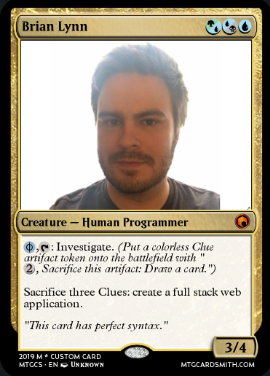 Brian Lynn
Creature — Human Programmer
: Investigate. (Put a colorless Clue
artifact token onto the battlefield with "
2, Sacrifice this artifact: Draw a card.")
Sacrifice three Clues: create a full stack web
application.
"This card has perfect syntax."
3/4
2019 M * CUSTOM CARD
MTGCS • EN Unknown
MTGCARDSMITH.COM